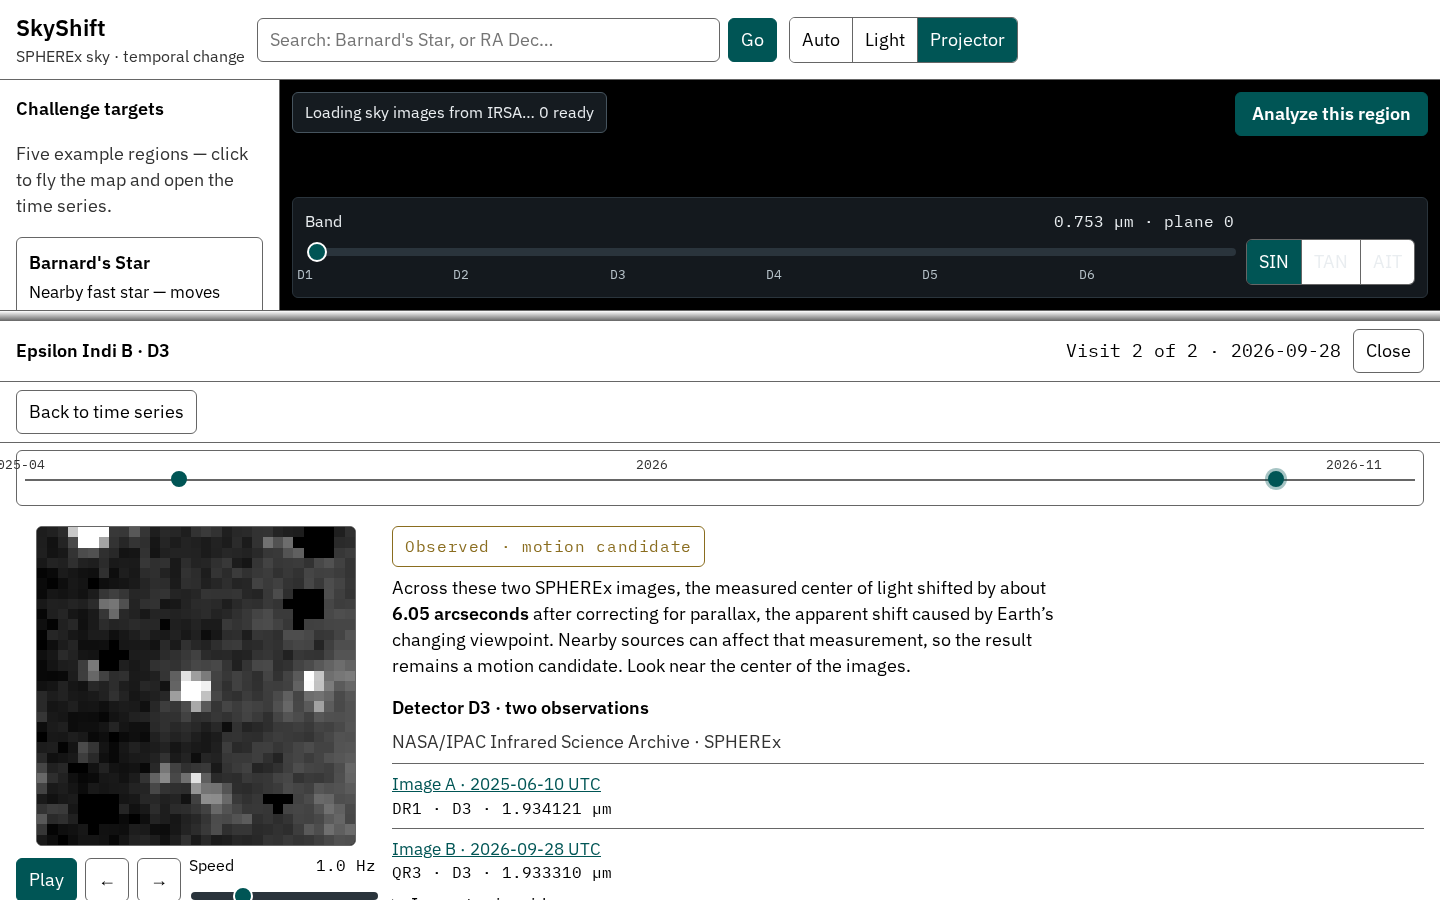 SkyShift
SPHEREx sky · temporal change
Search: Barnard's Star, or RA Dec…
Go
Auto
Light
Projector
Challenge targets
Five example regions — click
to fly the map and open the
time series.
Barnard's Star
Nearby fast star — moves
Loading sky images from IRSA… 0 ready
Analyze this region
Band
0.753 µm · plane 0
D1
D2
D3
D4
D5
D6
SIN
TAN
AIT
Epsilon Indi B · D3
Visit 2 of 2 · 2026-09-28
Close
Back to time series
025-04
2026
2026-11
Observed · motion candidate
Across these two SPHEREx images, the measured center of light shifted by about
6.05 arcseconds after correcting for parallax, the apparent shift caused by Earth’s
changing viewpoint. Nearby sources can affect that measurement, so the result
remains a motion candidate. Look near the center of the images.
Detector D3 · two observations
NASA/IPAC Infrared Science Archive · SPHEREx
Image A · 2025-06-10 UTC
DR1 · D3 · 1.934121 µm
Image B · 2026-09-28 UTC
QR3 · D3 · 1.933310 µm
Play
←
→
Speed
1.0 Hz